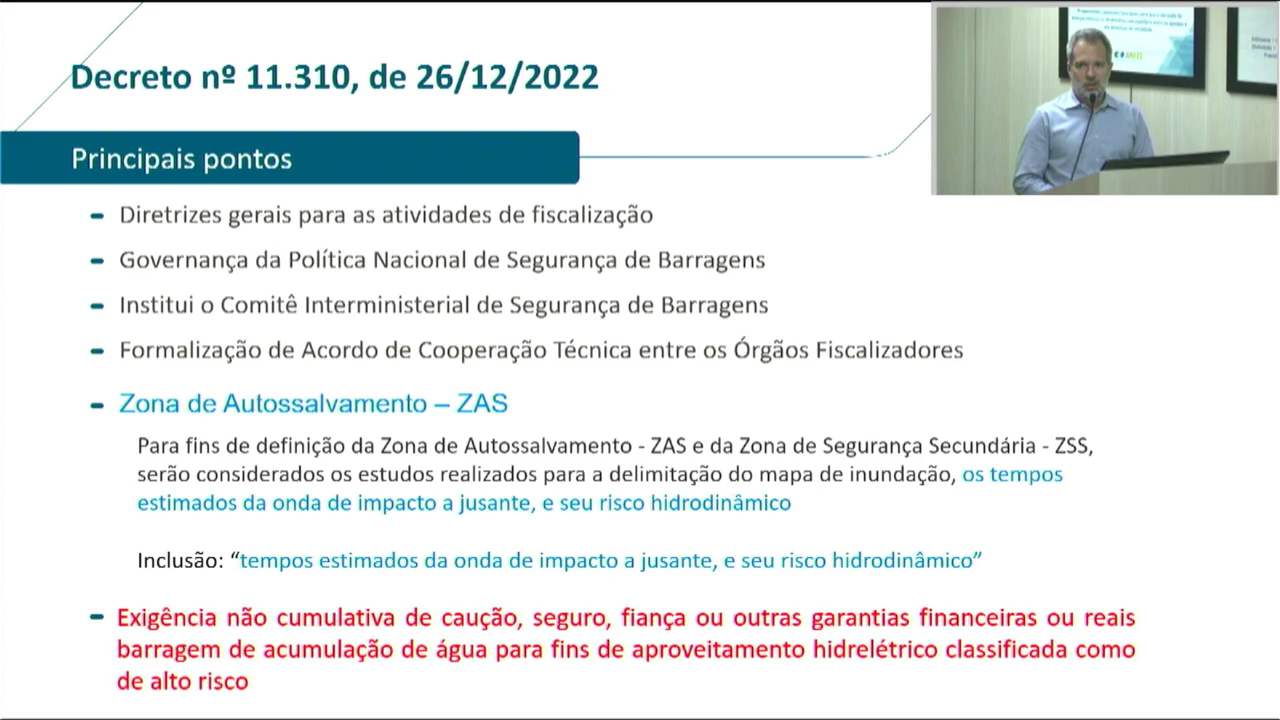 Decreto nº 11.310, de 26/12/2022
Principais pontos
Diretrizes gerais para as atividades de fiscalização
Governança da Política Nacional de Segurança de Barragens
Institui o Comitê Interministerial de Segurança de Barragens
Formalização de Acordo de Cooperação Técnica entre os Órgãos Fiscalizadores
Zona de Autossalvamento – ZAS
Para fins de definição da Zona de Autossalvamento - ZAS e da Zona de Segurança Secundária - ZSS,
serão considerados os estudos realizados para a delimitação do mapa de inundação, os tempos
estimados da onda de impacto a jusante, e seu risco hidrodinâmico
Inclusão: “tempos estimados da onda de impacto a jusante, e seu risco hidrodinâmico”
Exigência não cumulativa de caução, seguro, fiança ou outras garantias financeiras ou reais
barragem de acumulação de água para fins de aproveitamento hidrelétrico classificada como
de alto risco